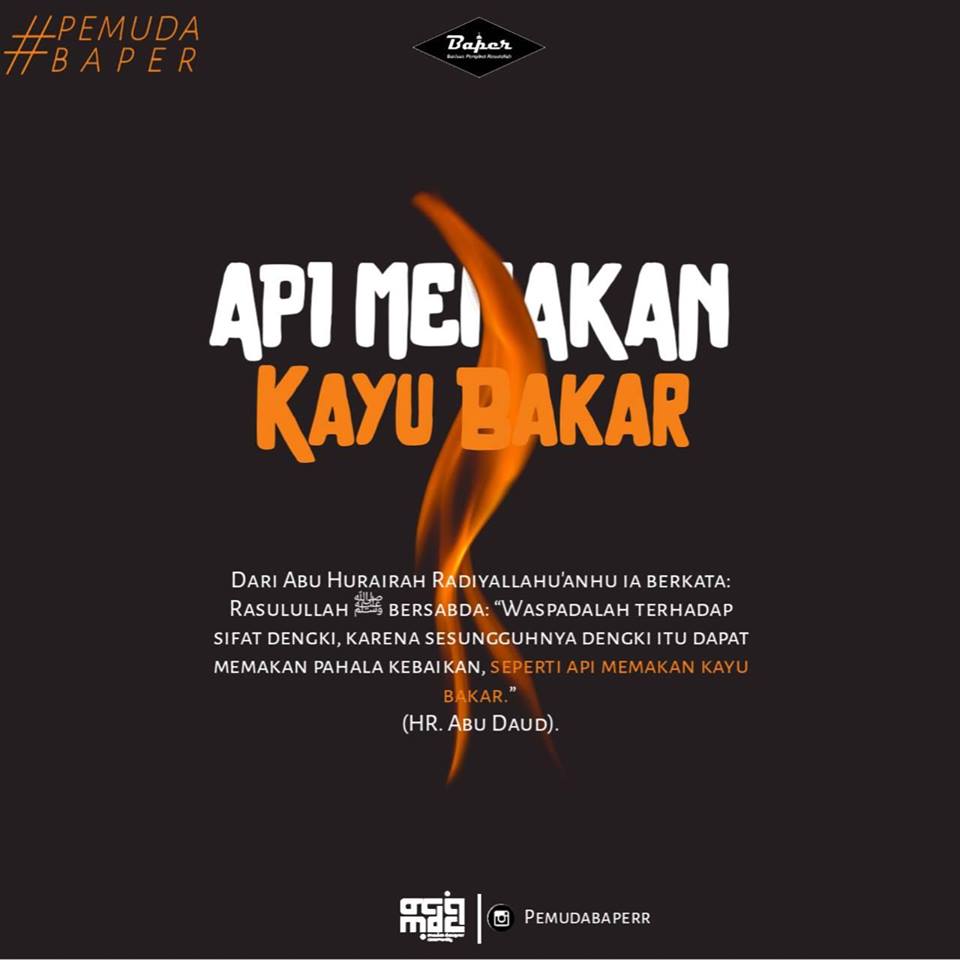 #PEMUDA
BAPER
Baper
API MEMAKAN
KAYU BAKAR
DARI ABU HURAIRAH RADIYALLAHU'ANHU IA BERKATA:
RASULULLAH ﷺ BERSABDA: “WASPADALAH TERHADAP
SIFAT DENGKI, KARENA SESUNGGUHNYA DENGKI ITU DAPAT
MEMAKAN PAHALA KEBAIKAN, SEPERTI API MEMAKAN KAYU
BAKAR.”
(HR. ABU DAUD).
PEMUDABAPERR